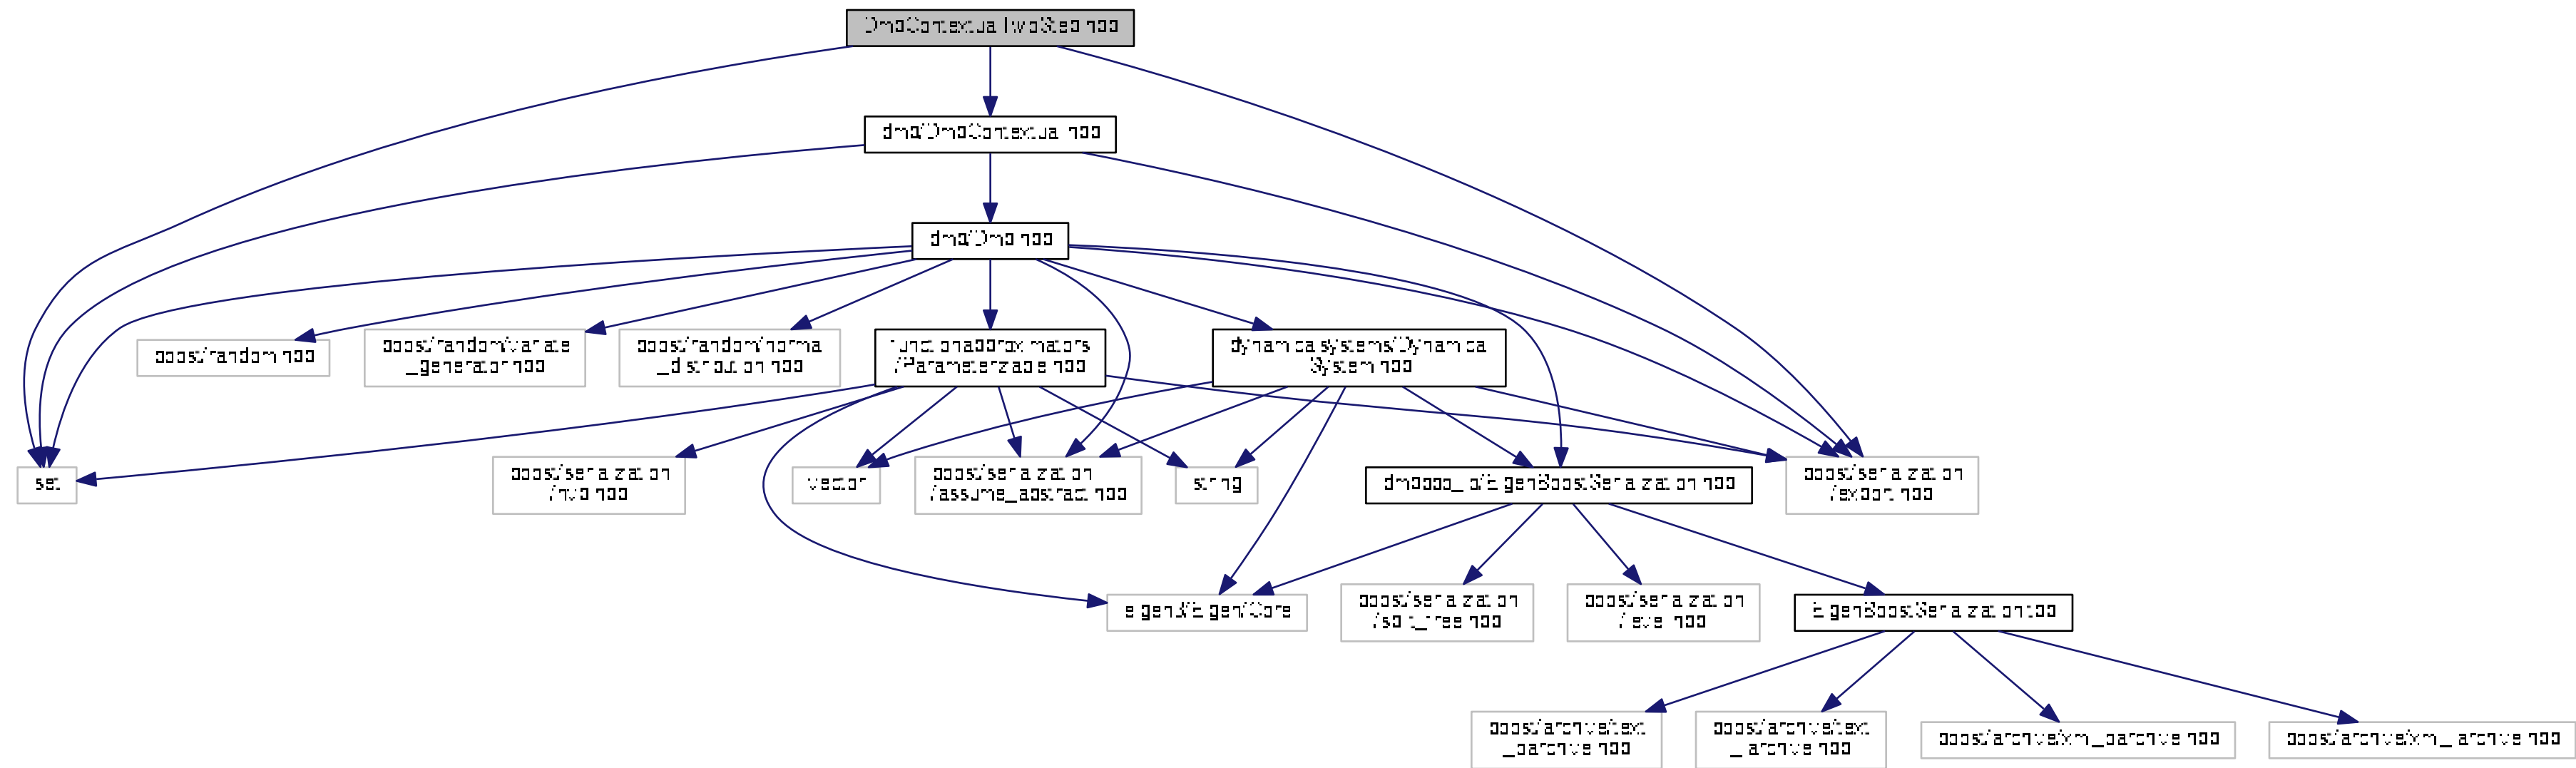 DmpContextualTwoStep.hpp
dmp/DmpContextual.hpp
dmp/Dmp.hpp
boost/random.hpp
boost/random/variate
_generator.hpp
boost/random/normal
_distribution.hpp
functionapproximators
/Parameterizable.hpp
dynamicalsystems/Dynamical
System.hpp
set
boost/serialization
/nvp.hpp
vector
boost/serialization
/assume_abstract.hpp
string
dmpbbo_io/EigenBoostSerialization.hpp
boost/serialization
/export.hpp
eigen3/Eigen/Core
boost/serialization
/split_free.hpp
boost/serialization
/level.hpp
EigenBoostSerialization.tpp
boost/archive/text
_oarchive.hpp
boost/archive/text
_iarchive.hpp
boost/archive/xml_oarchive.hpp
boost/archive/xml_iarchive.hpp